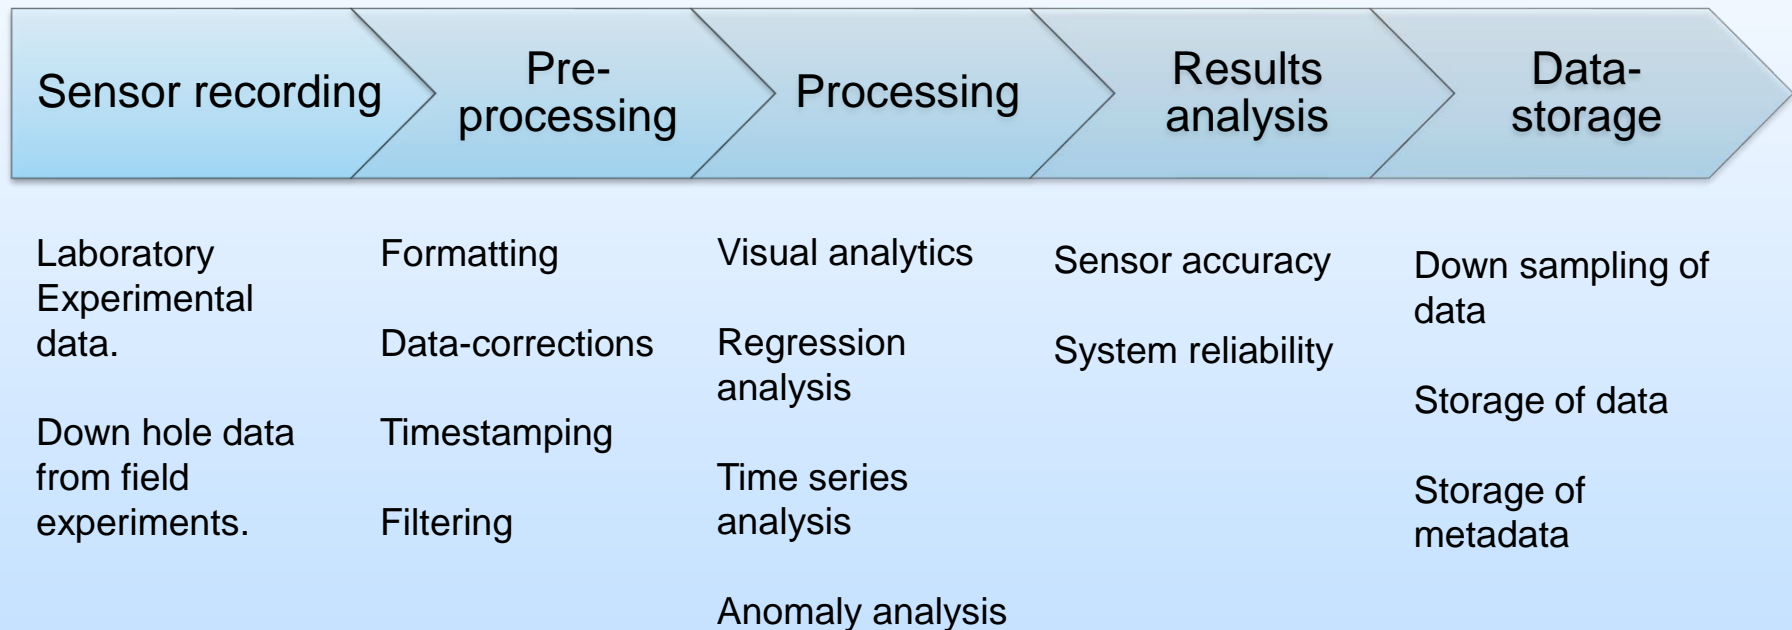 Sensor recording
Pre-
processing
Processing
Results
analysis
Data-
storage
Laboratory
Experimental
data.
Down hole data
from field
experiments.
Formatting
Data-corrections
Timestamping
Filtering
Visual analytics
Regression
analysis
Time series
analysis
Anomaly analysis
Sensor accuracy
System reliability
Down sampling of
data
Storage of data
Storage of
metadata